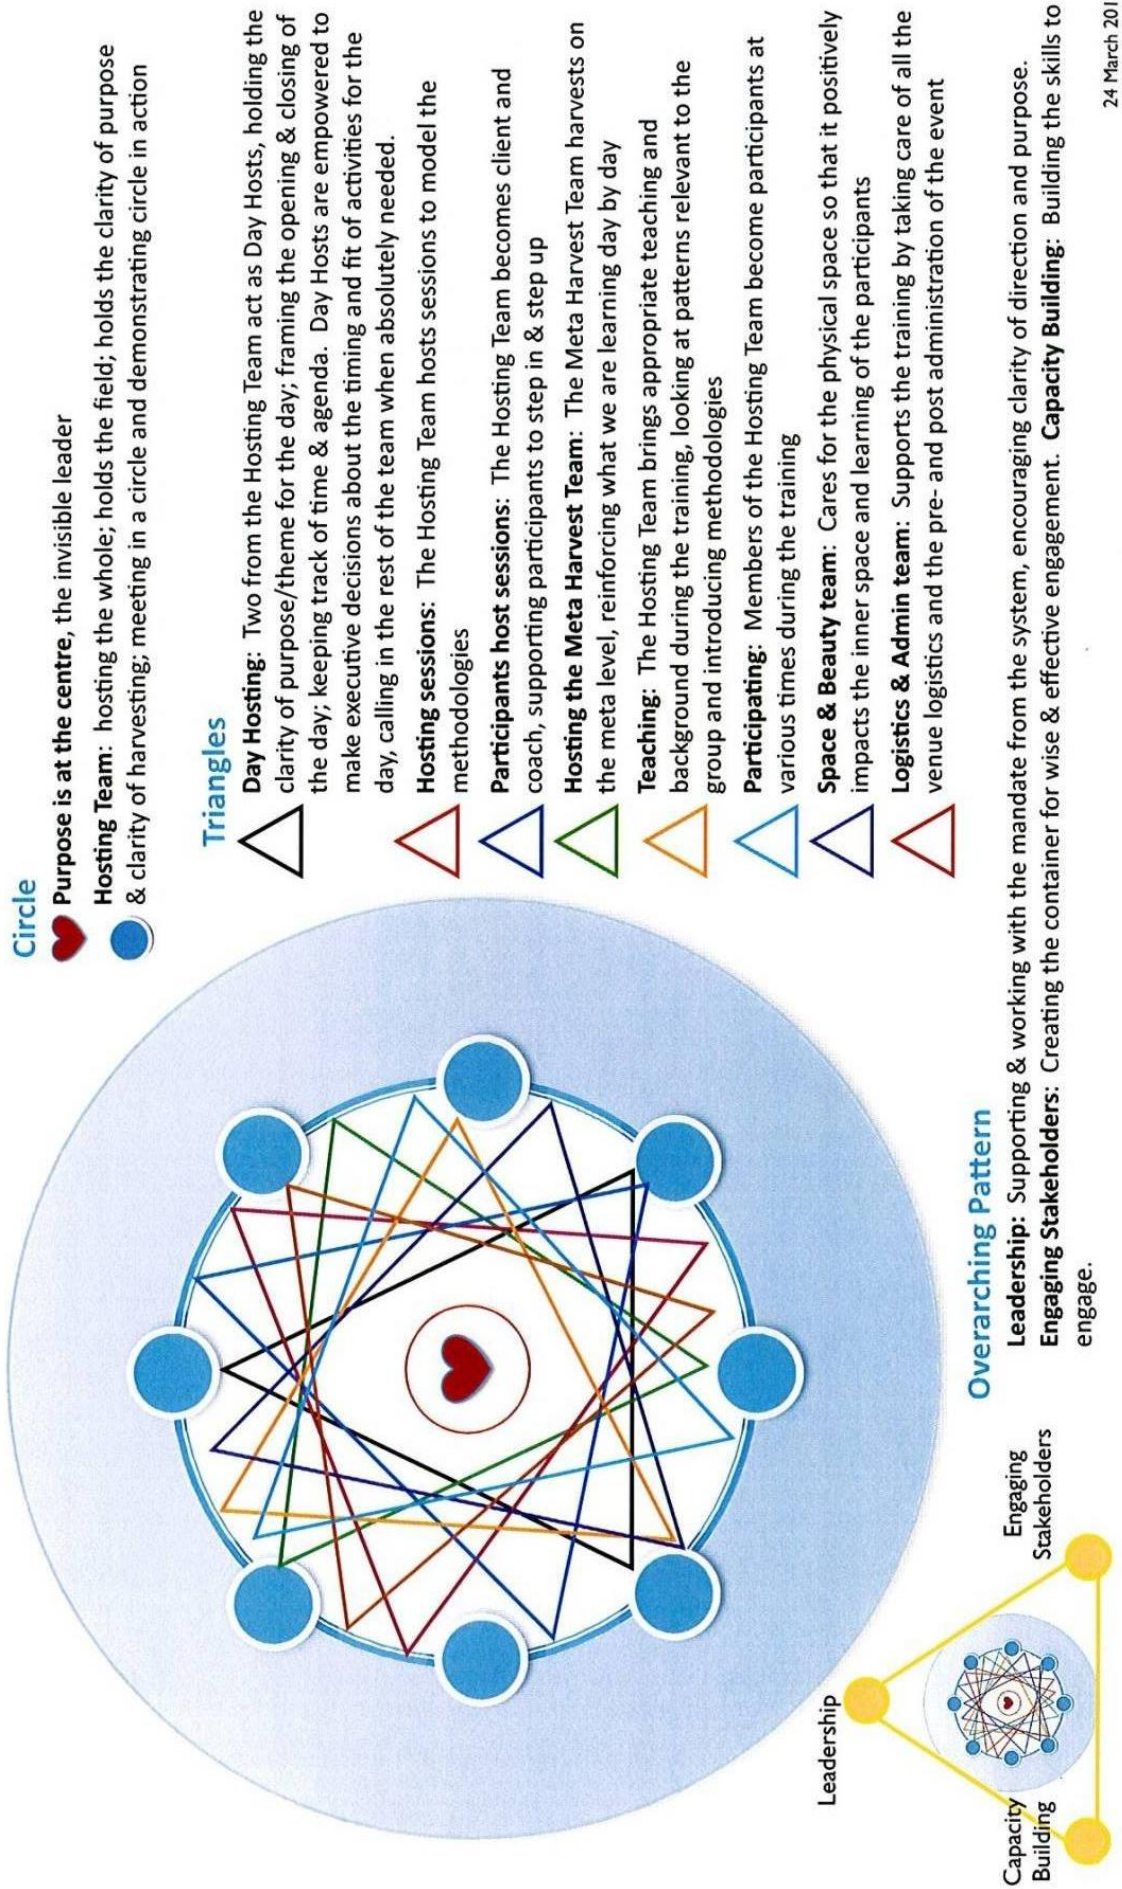 Circle
Purpose is at the centre, the invisible leader
Hosting Team: hosting the whole; holds the field; holds the clarity of purpose
& clarity of harvesting; meeting in a circle and demonstrating circle in action
Triangles
Day Hosting: Two from the Hosting Team act as Day Hosts, holding the
clarity of purpose/theme for the day; framing the opening & closing of
the day; keeping track of time & agenda. Day Hosts are empowered to
make executive decisions about the timing and fit of activities for the
day, calling in the rest of the team when absolutely needed.
Hosting sessions: The Hosting Team hosts sessions to model the
methodologies
Participants host sessions: The Hosting Team becomes client and
coach, supporting participants to step in & step up
Hosting the Meta Harvest Team: The Meta Harvest Team harvests on
the meta level, reinforcing what we are learning day by day
Teaching: The Hosting Team brings appropriate teaching and
background during the training, looking at patterns relevant to the
group and introducing methodologies
Participating: Members of the Hosting Team become participants at
various times during the training
Space & Beauty team: Cares for the physical space so that it positively
impacts the inner space and learning of the participants
Logistics & Admin team: Supports the training by taking care of all the
venue logistics and the pre- and post administration of the event
Leadership
Capacity
Building
Engaging
Stakeholders
Overarching Pattern
Leadership: Supporting & working with the mandate from the system, encouraging clarity of direction and purpose.
Engaging Stakeholders: Creating the container for wise & effective engagement. Capacity Building: Building the skills to
engage.
24 March 201